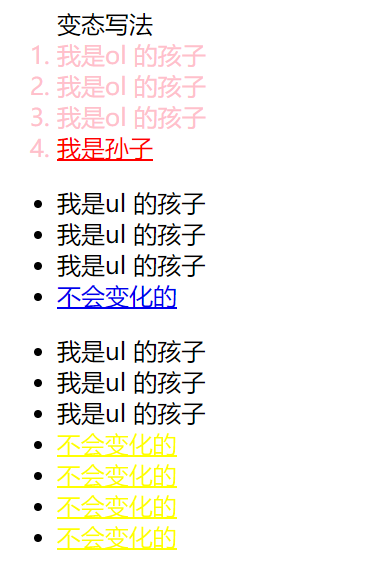 变态写法
1. 我是ol 的孩子
2. 我是ol 的孩子
3. 我是ol 的孩子
4. 我是孙子
我是ul 的孩子
我是ul 的孩子
我是ul 的孩子
不会变化的
我是ul 的孩子
我是ul 的孩子
我是ul 的孩子
不会变化的
不会变化的
不会变化的
不会变化的